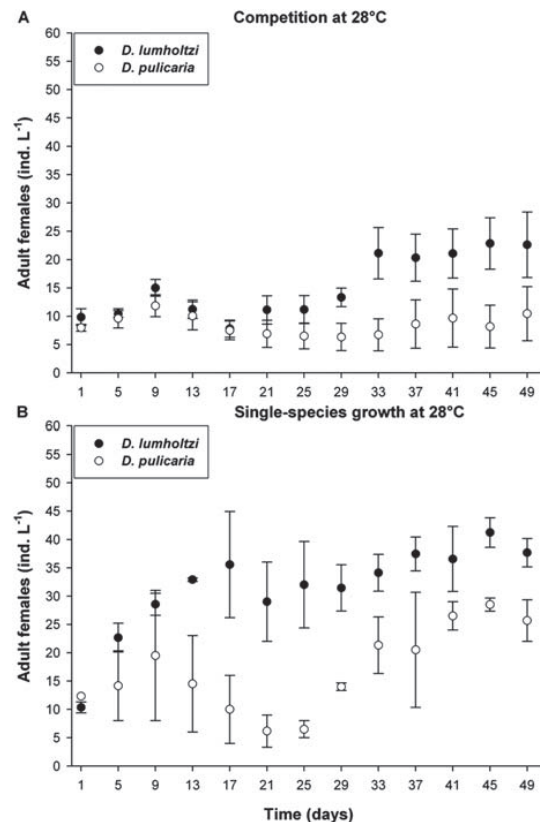 A
Competition at 28°C
D. lumholtzi
D. pulicaria
Adult females (ind. L⁻¹)
60
55
50
45
40
35
30
25
20
15
10
5
0
1 5 9 13 17 21 25 29 33 37 41 45 49
B
Single-species growth at 28°C
D. lumholtzi
D. pulicaria
Adult females (ind. L⁻¹)
60
55
50
45
40
35
30
25
20
15
10
5
0
1 5 9 13 17 21 25 29 33 37 41 45 49
Time (days)